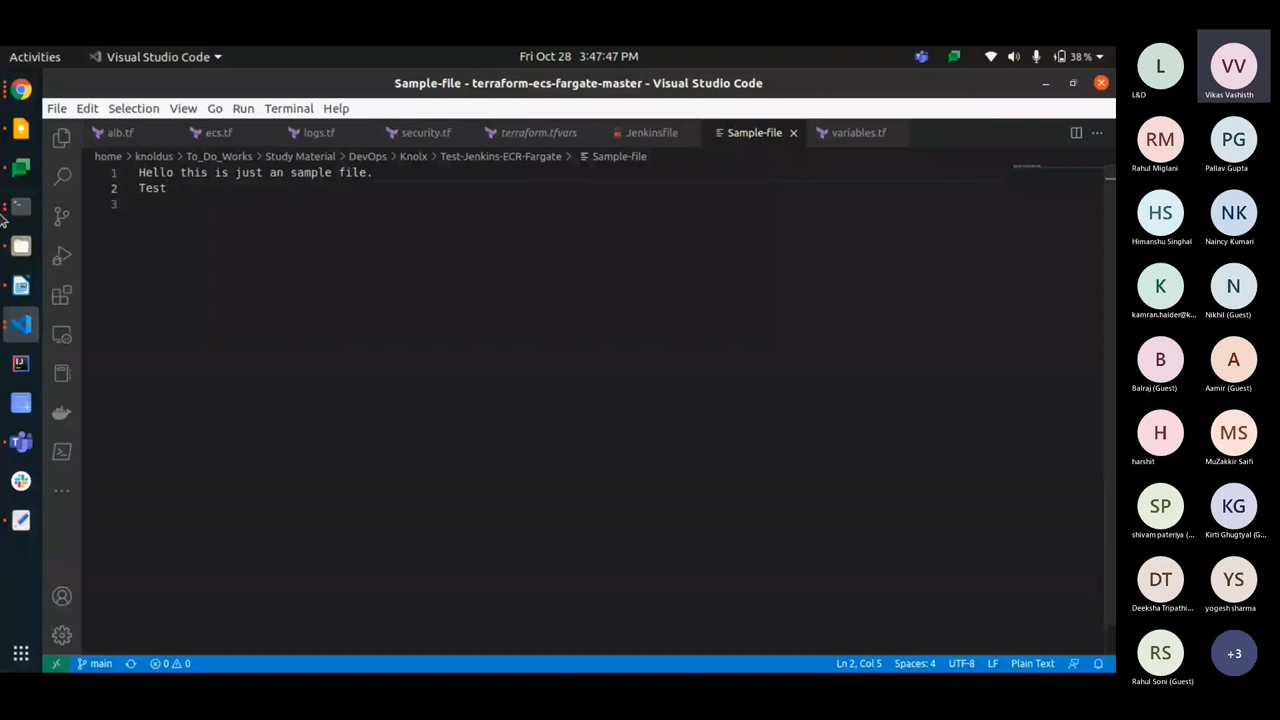 Activities
Visual Studio Code
Fri Oct 28 3:47:47 PM
38 %
Sample-file - terraform-ecs-fargate-master - Visual Studio Code
File Edit Selection View Go Run Terminal Help
alb.tf ecs.tf logs.tf security.tf terraform.tfvars Jenkinsfile Sample-file variables.tf
home > knoldus > To_Do_Works > Study Material > DevOps > Knolx > Test-Jenkins-ECR-Fargate > Sample-file
1 Hello this is just an sample file.
2 Test
3
main 0 0
Ln 2, Col 5 Spaces: 4 UTF-8 LF Plain Text
L
L&D
VV
Vikas Vashisth
RM
Rahul Miglani
PG
Pallav Gupta
HS
Himanshu Singhal
NK
Naincy Kumari
K
kamran.haider@k...
N
Nikhil (Guest)
B
Balraj (Guest)
A
Aamir (Guest)
H
harshit
MS
MuZakkir Saifi
SP
shivam pateriya (...
KG
Kirti Ghugtyal (G...
DT
Deeksha Tripathi...
YS
yogesh sharma
RS
Rahul Soni (Guest)
+3